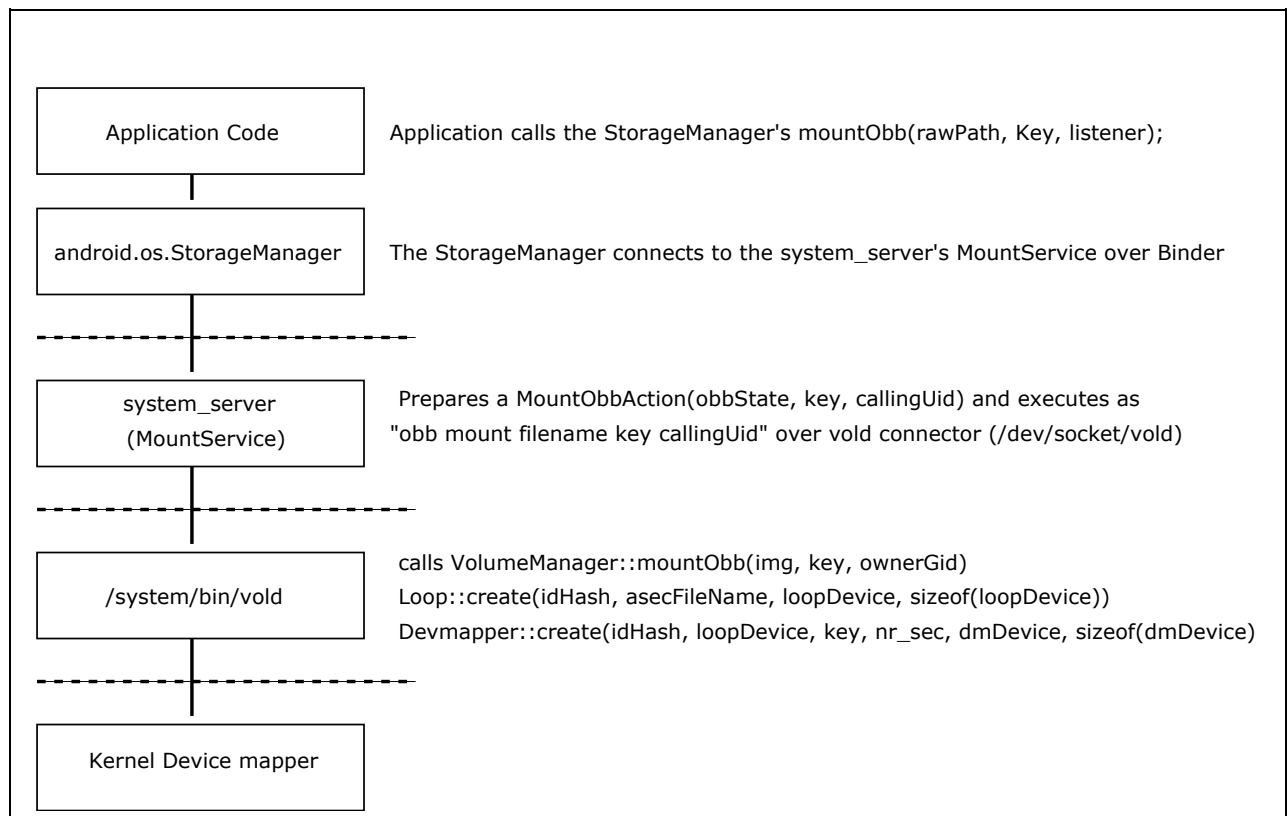 Application Code
Application calls the StorageManager's mountObb(rawPath, Key, listener);
android.os.StorageManager
The StorageManager connects to the system_server's MountService over Binder
system_server
(MountService)
Prepares a MountObbAction(obbState, key, callingUid) and executes as
"obb mount filename key callingUid" over vold connector (/dev/socket/vold)
/system/bin/vold
calls VolumeManager::mountObb(img, key, ownerGid)
Loop::create(idHash, asecFileName, loopDevice, sizeof(loopDevice))
Devmapper::create(idHash, loopDevice, key, nr_sec, dmDevice, sizeof(dmDevice)
Kernel Device mapper